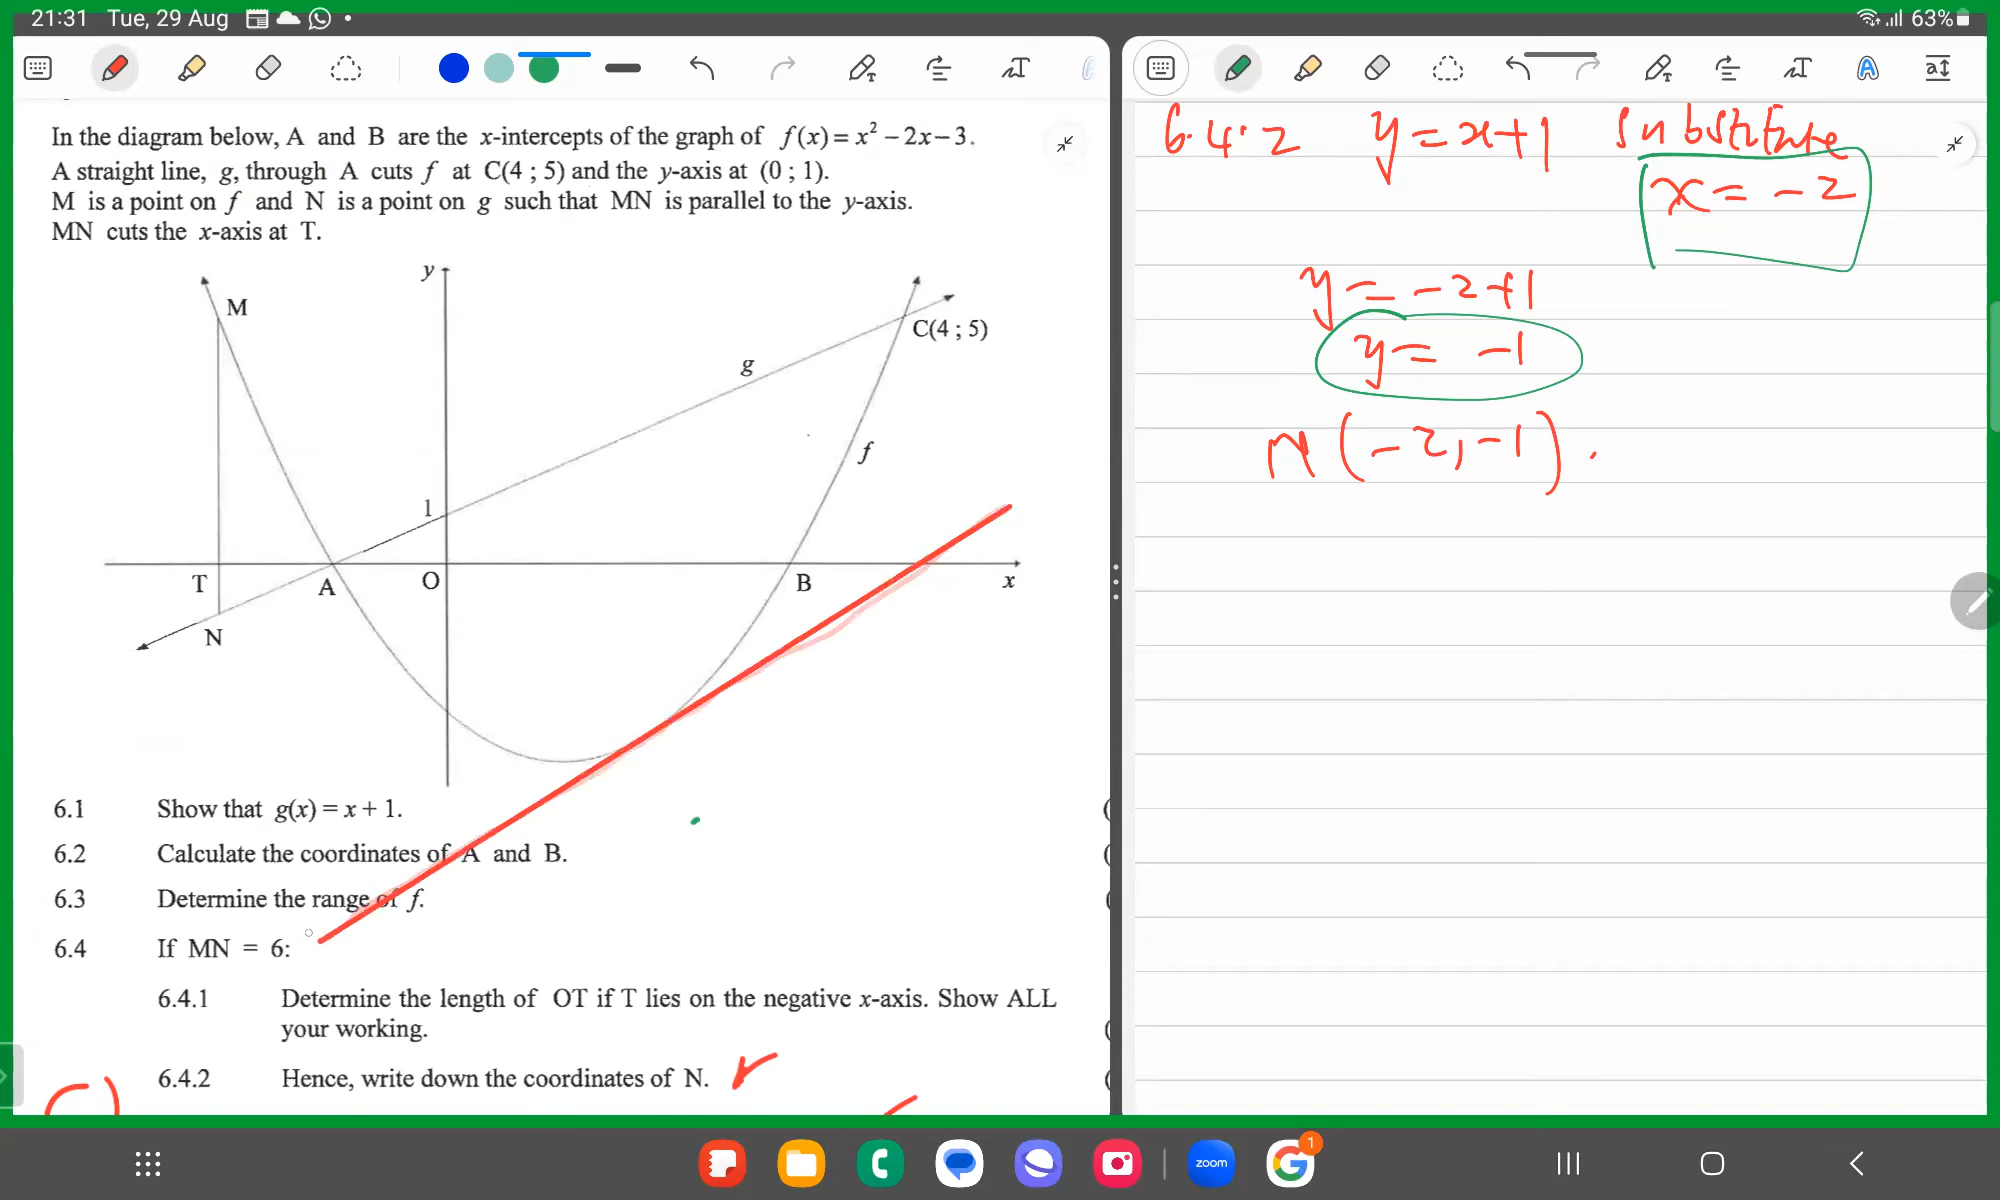 21:31 Tue, 29 Aug
63%
In the diagram below, A and B are the x-intercepts of the graph of f(x) = x² − 2x − 3.
A straight line, g, through A cuts f at C(4 ; 5) and the y-axis at (0 ; 1).
M is a point on f and N is a point on g such that MN is parallel to the y-axis.
MN cuts the x-axis at T.
y
M
C(4 ; 5)
g
f
1
T
A
O
B
x
N
6.1 Show that g(x) = x + 1.
6.2 Calculate the coordinates of A and B.
6.3 Determine the range of f.
6.4 If MN = 6:
6.4.1 Determine the length of OT if T lies on the negative x-axis. Show ALL
your working.
6.4.2 Hence, write down the coordinates of N.
6.4.2 y = x+1 Substitute
x = -2
y = -2+1
y = -1
N (-2, -1).
zoom
1